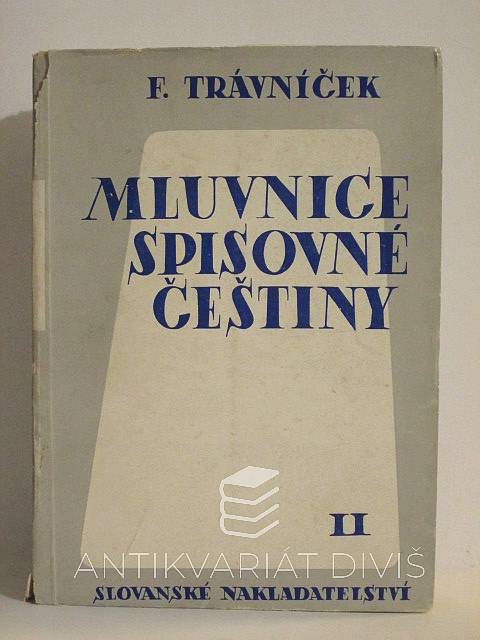 F. TRÁVNÍČEK
MLUVNICE
SPISOVNÉ
ČEŠTINY
II
ANTIKVARIÁT DIVIŠ
SLOVANSKÉ NAKLADATELSTVÍ